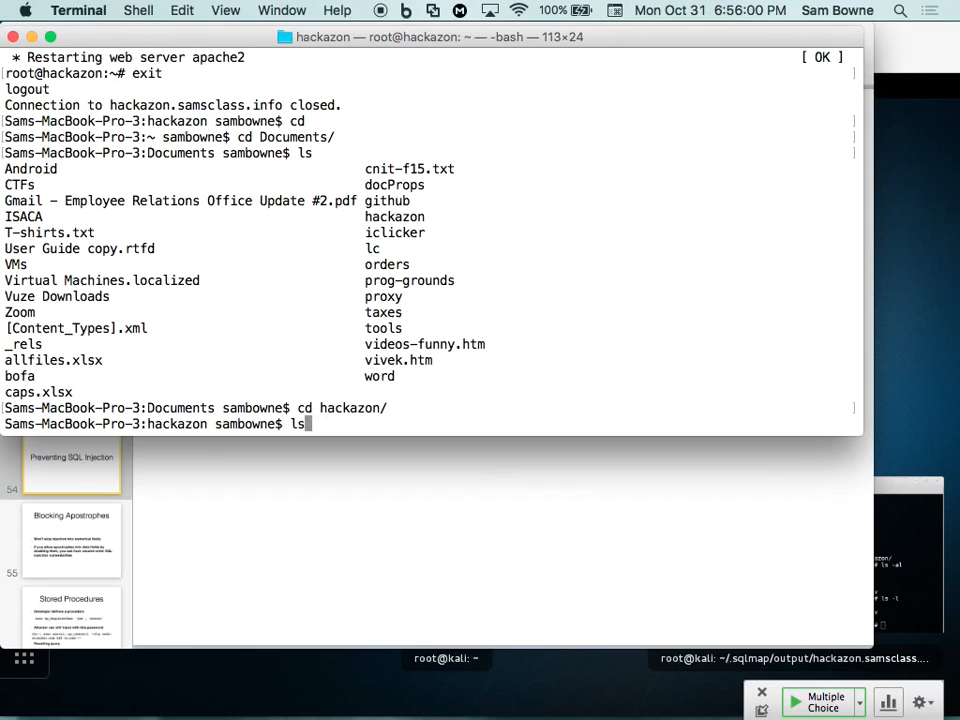 Terminal Shell Edit View Window Help 100% Mon Oct 31 6:56:00 PM Sam Bowne
hackazon — root@hackazon: ~ — -bash — 113×24
* Restarting web server apache2 [ OK ]
[root@hackazon:~# exit ]
logout
Connection to hackazon.samsclass.info closed.
[Sams-MacBook-Pro-3:hackazon sambowne$ cd ]
[Sams-MacBook-Pro-3:~ sambowne$ cd Documents/ ]
[Sams-MacBook-Pro-3:Documents sambowne$ ls ]
Android cnit-f15.txt
CTFs docProps
Gmail - Employee Relations Office Update #2.pdf github
ISACA hackazon
T-shirts.txt iclicker
User Guide copy.rtfd lc
VMs orders
Virtual Machines.localized prog-grounds
Vuze Downloads proxy
Zoom taxes
[Content_Types].xml tools
_rels videos-funny.htm
allfiles.xlsx vivek.htm
bofa word
caps.xlsx
[Sams-MacBook-Pro-3:Documents sambowne$ cd hackazon/ ]
Sams-MacBook-Pro-3:hackazon sambowne$ ls
Preventing SQL Injection
54
Blocking Apostrophes
55
Stored Procedures
azon/
# ls -al
# ls -l
root@kali: ~
root@kali: ~/.sqlmap/output/hackazon.samsclass....
Multiple
Choice